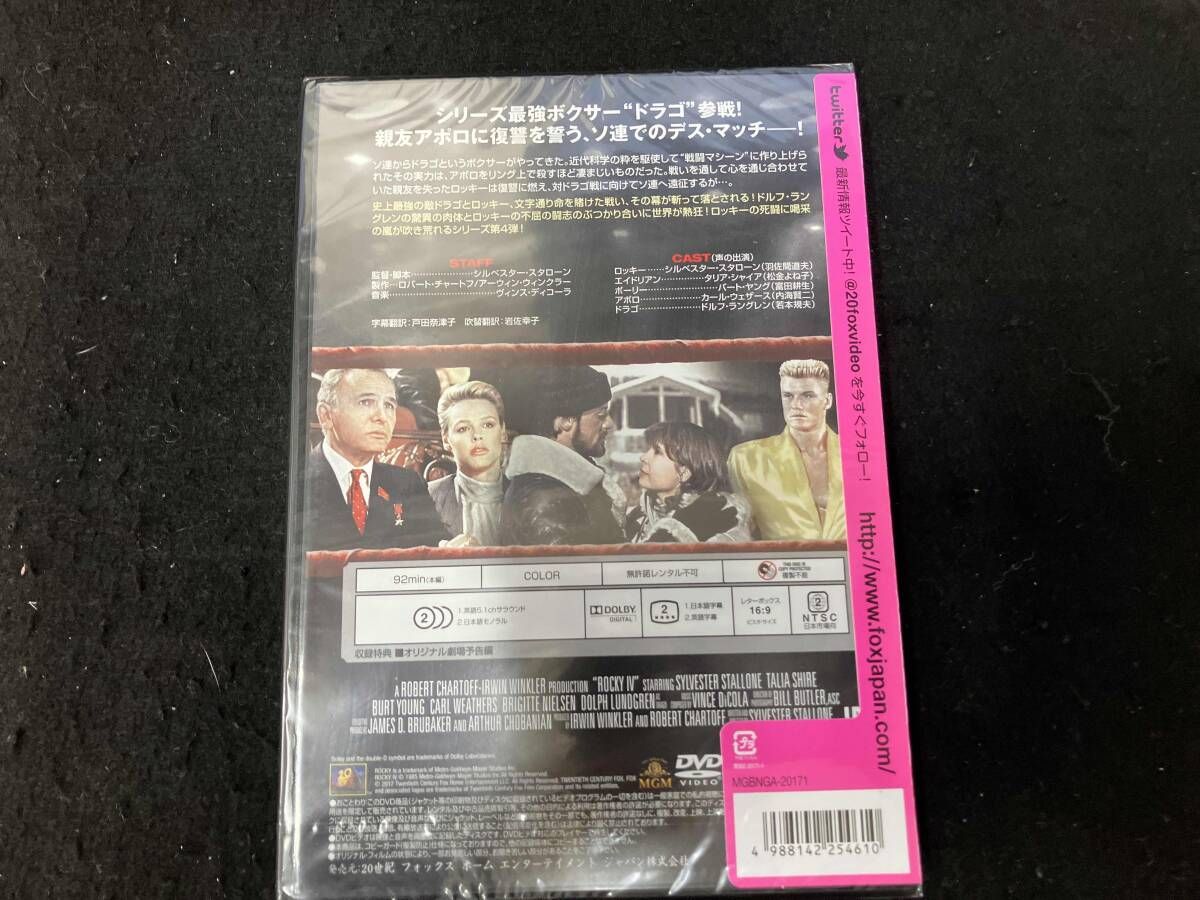 シリーズ最強ボクサー“ドラゴ”参戦!
親友アポロに復讐を誓う、ソ連でのデス・マッチ──!
ソ連からドラゴというボクサーがやってきた。近代科学の粋を駆使して“戦闘マシーン”に作り上げら
れたその実力は、アポロをリング上で殺すほど凄まじいものだった。戦いを通して心を通じ合わせて
いた親友を失ったロッキーは復讐に燃え、対ドラゴ戦に向けてソ連へ遠征するが…。
史上最強の敵ドラゴとロッキー、文字通り命を賭けた戦い、その幕が斬って落とされる!ドルフ・ラン
グレンの驚異の肉体とロッキーの不屈の闘志のぶつかり合いに世界が熱狂!ロッキーの死闘に喝采
の嵐が吹き荒れるシリーズ第4弾!
STAFF
監督・脚本…………シルベスター・スタローン
製作…ロバート・チャートフ/アーウィン・ウィンクラー
音楽…………………ヴィンス・ディコーラ
字幕翻訳:戸田奈津子 吹替翻訳:岩佐幸子
CAST(声の出演)
ロッキー……シルベスター・スタローン(羽佐間道夫)
エイドリアン…………タリア・シャイア(松金よね子)
ポーリー………………バート・ヤング(富田耕生)
アポロ……………カール・ウェザース(内海賢二)
ドラゴ…………ドルフ・ラングレン(若本規夫)
92min(本編)
COLOR
無許諾レンタル不可
THIS DISC IS
COPY PROTECTED
複製不能
2
1.英語5.1chサラウンド
2.日本語モノラル
DOLBY
DIGITAL
2
1.日本語字幕
2.英語字幕
レターボックス
16:9
ビスタ・サイズ
2
NTSC
日本市場向
収録特典 ■オリジナル劇場予告編
A ROBERT CHARTOFF-IRWIN WINKLER PRODUCTION "ROCKY IV" STARRING SYLVESTER STALLONE TALIA SHIRE
BURT YOUNG CARL WEATHERS BRIGITTE NIELSEN DOLPH LUNDGREN VINCE DiCOLA BILL BUTLER, ASC
JAMES D. BRUBAKER AND ARTHUR CHOBANIAN IRWIN WINKLER AND ROBERT CHARTOFF SYLVESTER STALLONE
Dolby and the double-D symbol are trademarks of Dolby Laboratories.
MGM
DVD
VIDEO
発売元:20世紀 フォックス ホーム エンターテイメント ジャパン株式会社
twitter
最新情報ツイート中! @20foxvideo を今すぐフォロー!
http://www.foxjapan.com/
プラ
MGBNGA-20171
4 988142 254610